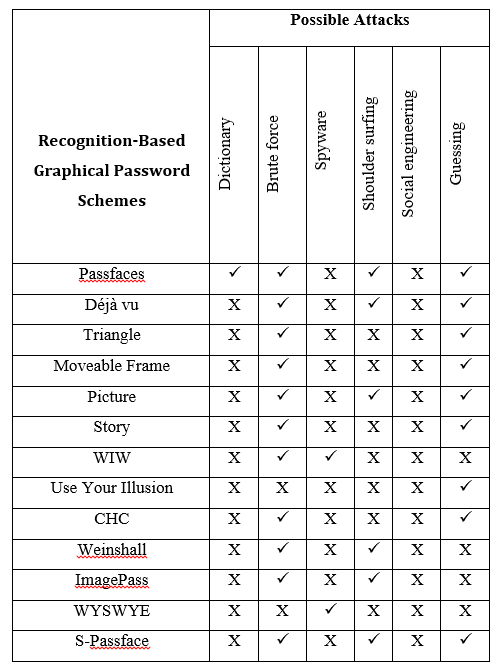 Possible Attacks
Recognition-Based
Graphical Password
Schemes
Dictionary
Brute force
Spyware
Shoulder surfing
Social engineering
Guessing
Passfaces ✓ ✓ X ✓ X ✓
Déjà vu X ✓ X ✓ X ✓
Triangle X ✓ X X X ✓
Moveable Frame X ✓ X X X ✓
Picture X ✓ X ✓ X ✓
Story X ✓ X X X ✓
WIW X ✓ ✓ X X X
Use Your Illusion X X X X X ✓
CHC X ✓ X X X ✓
Weinshall X ✓ X ✓ X X
ImagePass X ✓ X ✓ X X
WYSWYE X X ✓ X X X
S-Passface X ✓ X ✓ X ✓